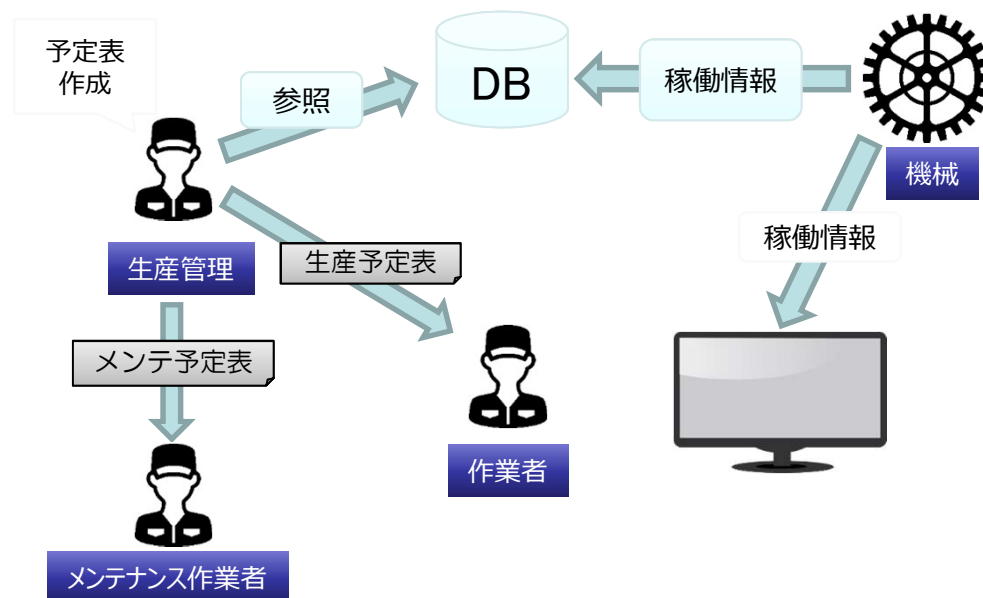 予定表
作成
参照
DB
稼働情報
機械
稼働情報
生産管理
生産予定表
メンテ予定表
作業者
メンテナンス作業者